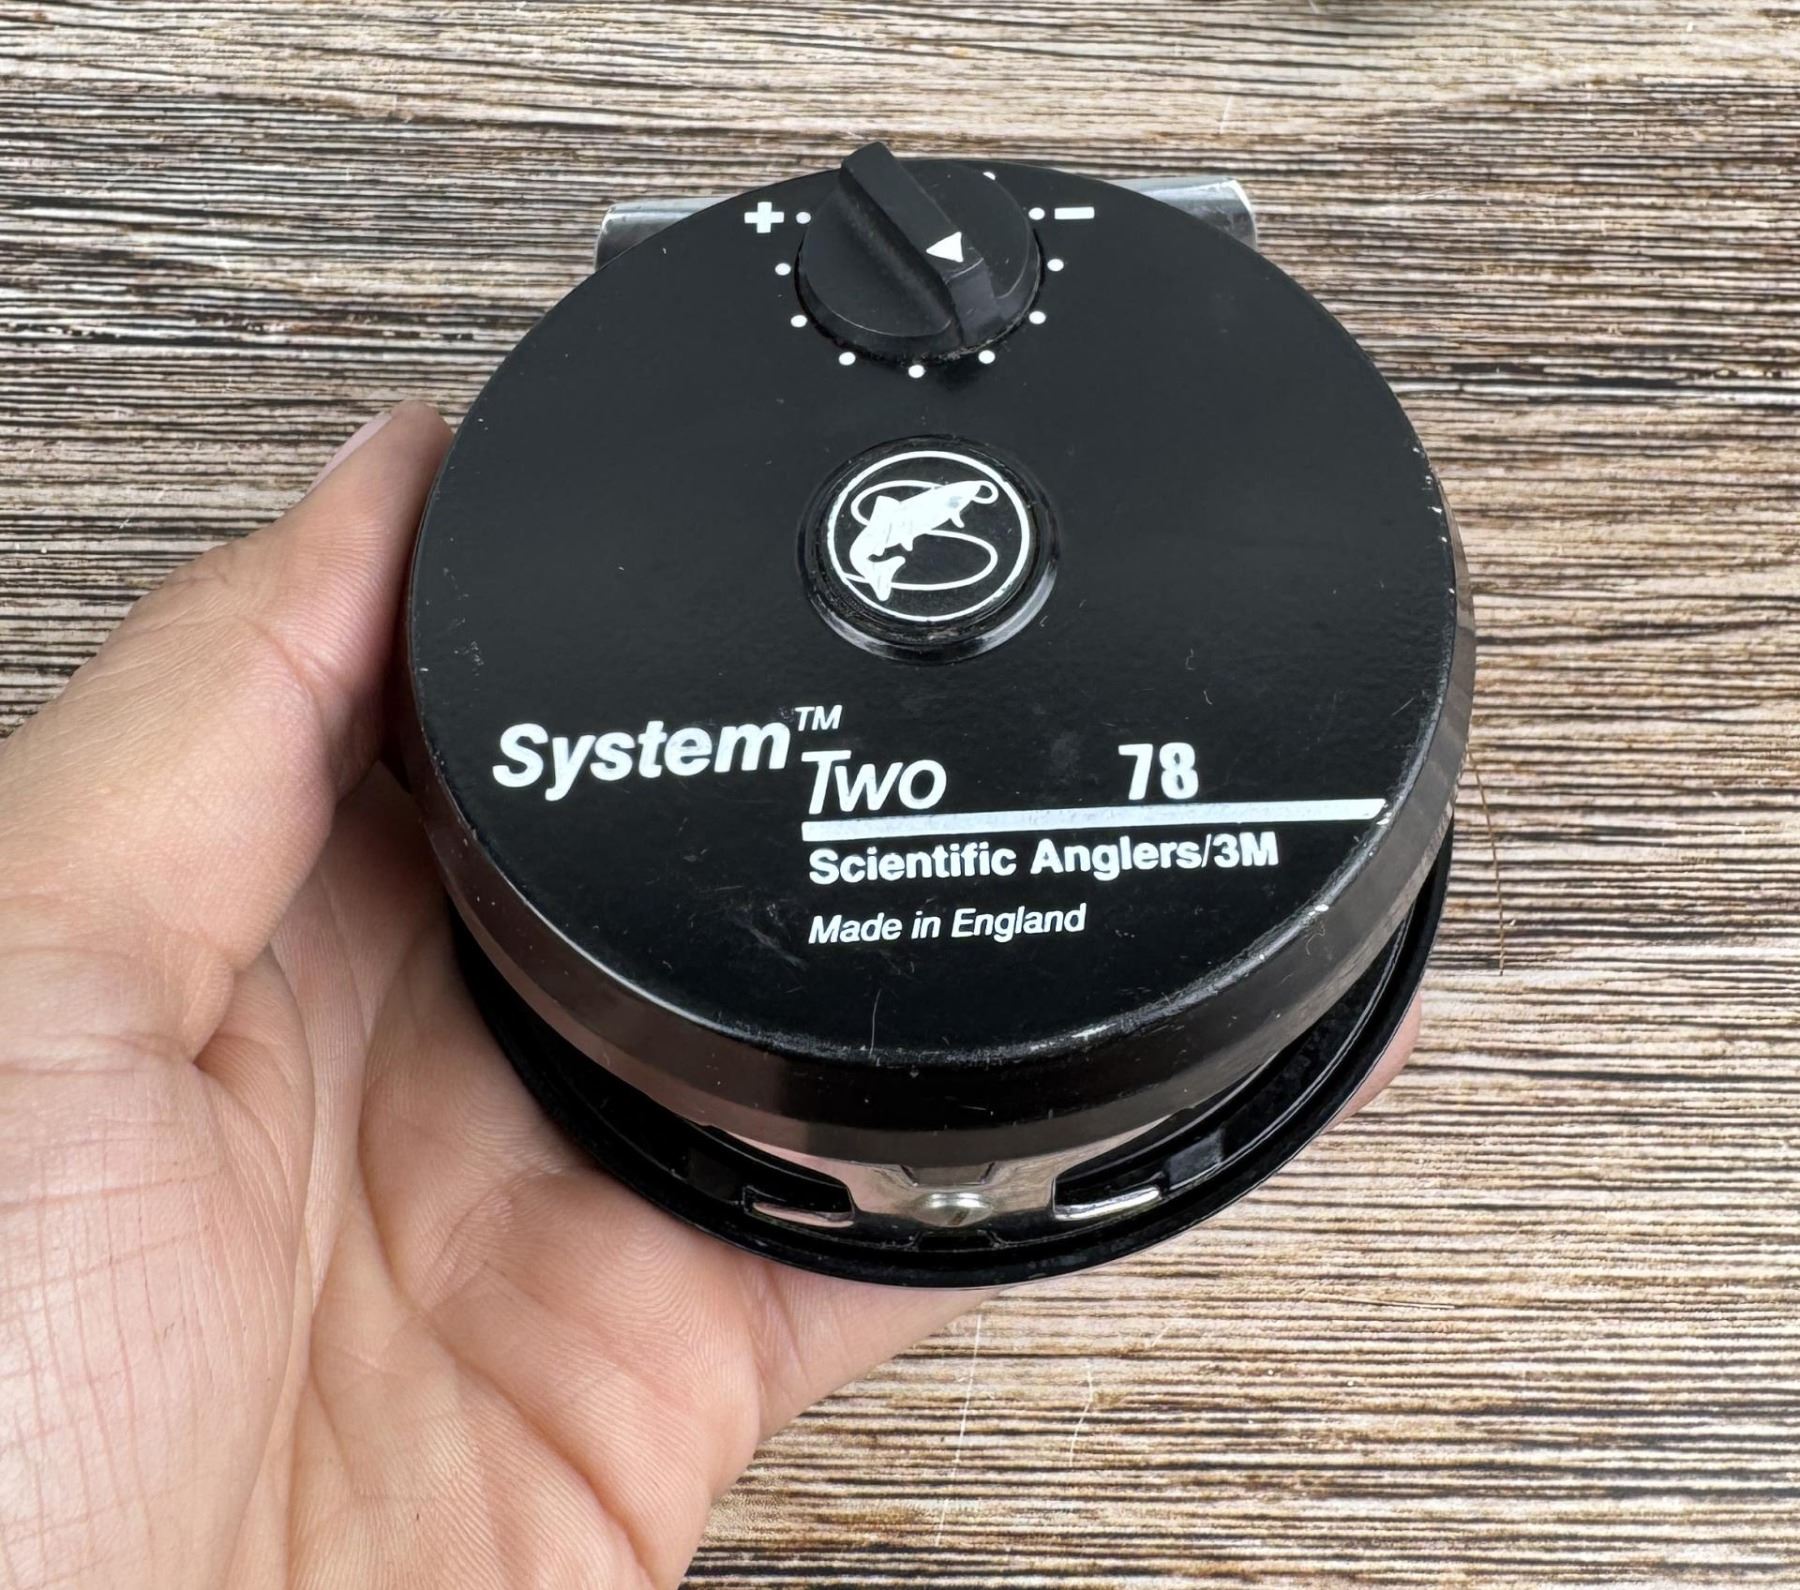 + −
System™
Two 78
Scientific Anglers/3M
Made in England